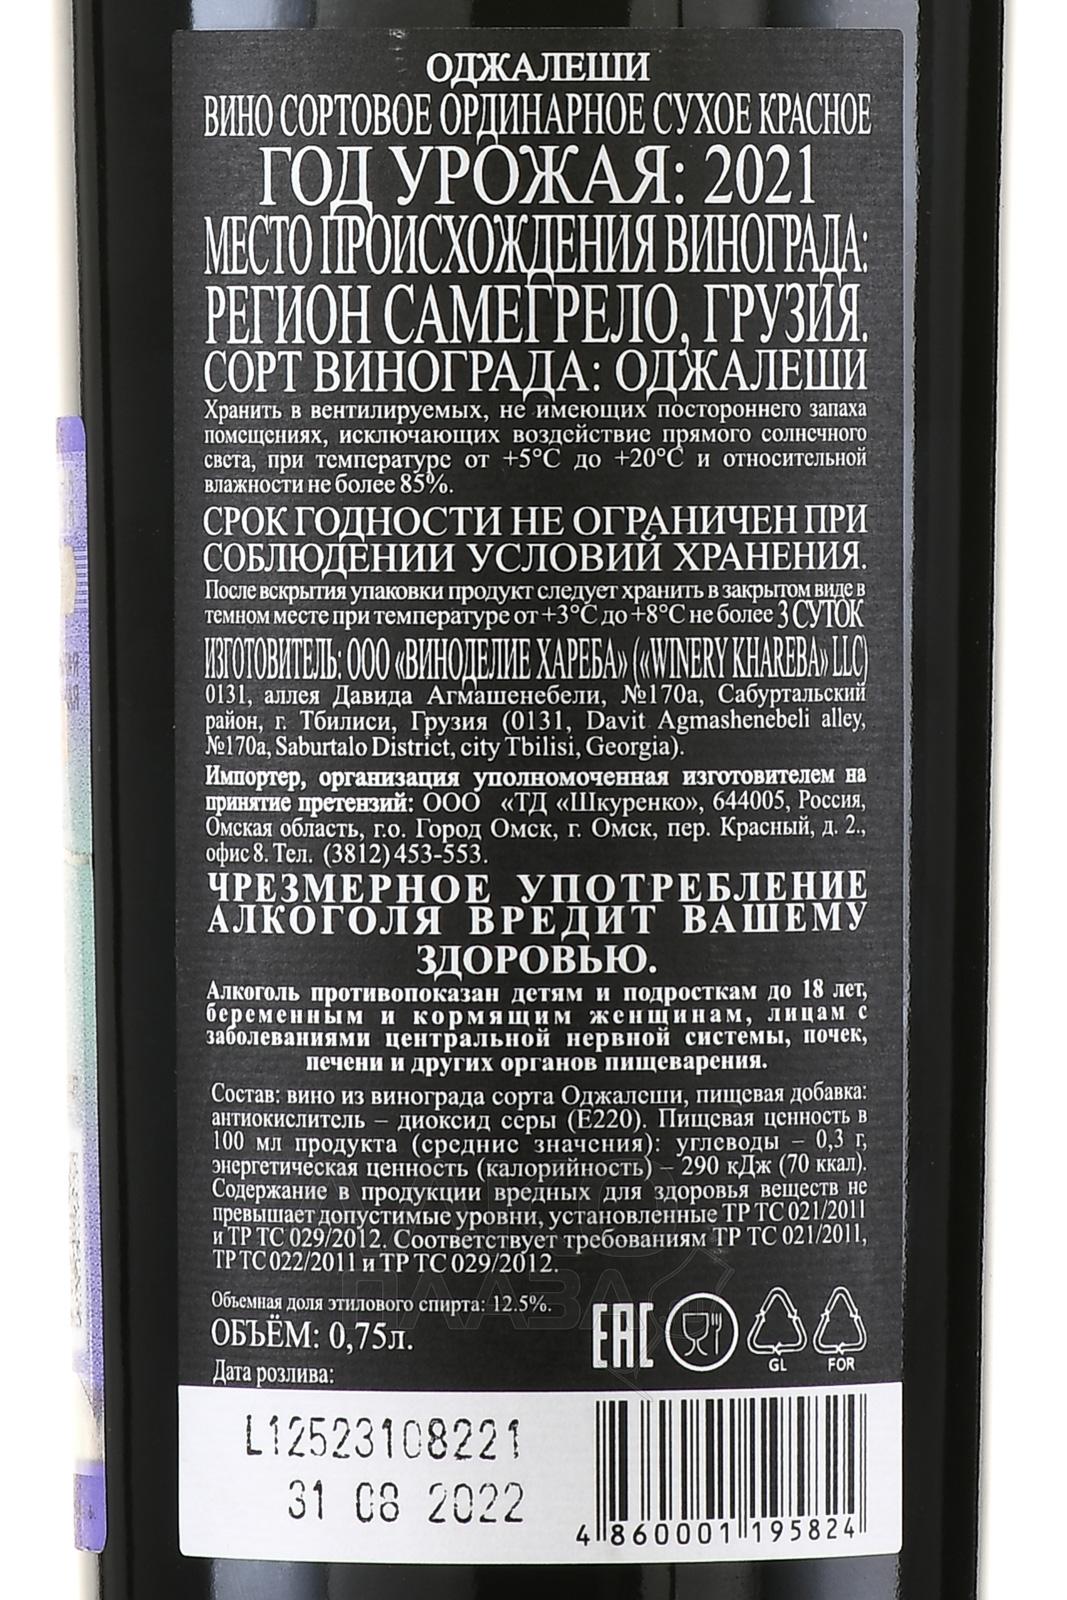 ОДЖАЛЕШИ
ВИНО СОРТОВОЕ ОРДИНАРНОЕ СУХОЕ КРАСНОЕ
ГОД УРОЖАЯ: 2021
МЕСТО ПРОИСХОЖДЕНИЯ ВИНОГРАДА:
РЕГИОН САМЕГРЕЛО, ГРУЗИЯ.
СОРТ ВИНОГРАДА: ОДЖАЛЕШИ
Хранить в вентилируемых, не имеющих постороннего запаха
помещениях, исключающих воздействие прямого солнечного
света, при температуре от +5°С до +20°С и относительной
влажности не более 85%.
СРОК ГОДНОСТИ НЕ ОГРАНИЧЕН ПРИ
СОБЛЮДЕНИИ УСЛОВИЙ ХРАНЕНИЯ.
После вскрытия упаковки продукт следует хранить в закрытом виде в
темном месте при температуре от +3°С до +8°С не более 3 СУТОК
ИЗГОТОВИТЕЛЬ: ООО «ВИНОДЕЛИЕ ХАРЕБА» («WINERY KHAREBA» LLC)
0131, аллея Давида Агмашенебели, №170а, Сабуртальский
район, г. Тбилиси, Грузия (0131, Davit Agmashenebeli alley,
№170a, Saburtalo District, city Tbilisi, Georgia).
Импортер, организация уполномоченная изготовителем на
принятие претензий: ООО «ТД «Шкуренко», 644005, Россия,
Омская область, г.о. Город Омск, г. Омск, пер. Красный, д. 2.,
офис 8. Тел. (3812) 453-553.
ЧРЕЗМЕРНОЕ УПОТРЕБЛЕНИЕ
АЛКОГОЛЯ ВРЕДИТ ВАШЕМУ
ЗДОРОВЬЮ.
Алкоголь противопоказан детям и подросткам до 18 лет,
беременным и кормящим женщинам, лицам с
заболеваниями центральной нервной системы, почек,
печени и других органов пищеварения.
Состав: вино из винограда сорта Оджалеши, пищевая добавка:
антиокислитель – диоксид серы (Е220). Пищевая ценность в
100 мл продукта (средние значения): углеводы – 0,3 г,
энергетическая ценность (калорийность) – 290 кДж (70 ккал).
Содержание в продукции вредных для здоровья веществ не
превышает допустимые уровни, установленные ТР ТС 021/2011
и ТР ТС 029/2012. Соответствует требованиям ТР ТС 021/2011,
ТР ТС 022/2011 и ТР ТС 029/2012.
Объемная доля этилового спирта: 12.5%.
ОБЪЁМ: 0,75л.
EAC
GL
FOR
Дата розлива:
L12523108221
31 08 2022
4 860001 195824